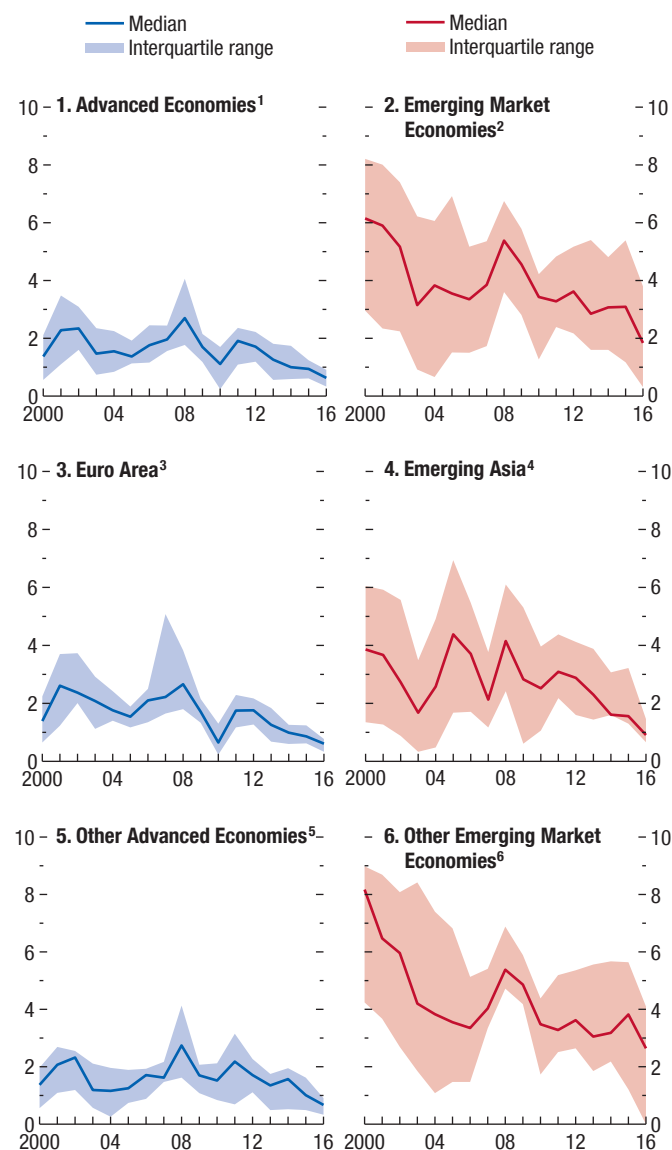 Median
Interquartile range
Median
Interquartile range
1. Advanced Economies¹
10
8
6
4
2
0
2000 04 08 12 16
2. Emerging Market
Economies²
10
8
6
4
2
0
2000 04 08 12 16
3. Euro Area³
10
8
6
4
2
0
2000 04 08 12 16
4. Emerging Asia⁴
10
8
6
4
2
0
2000 04 08 12 16
5. Other Advanced Economies⁵
10
8
6
4
2
0
2000 04 08 12 16
6. Other Emerging Market
Economies⁶
10
8
6
4
2
0
2000 04 08 12 16